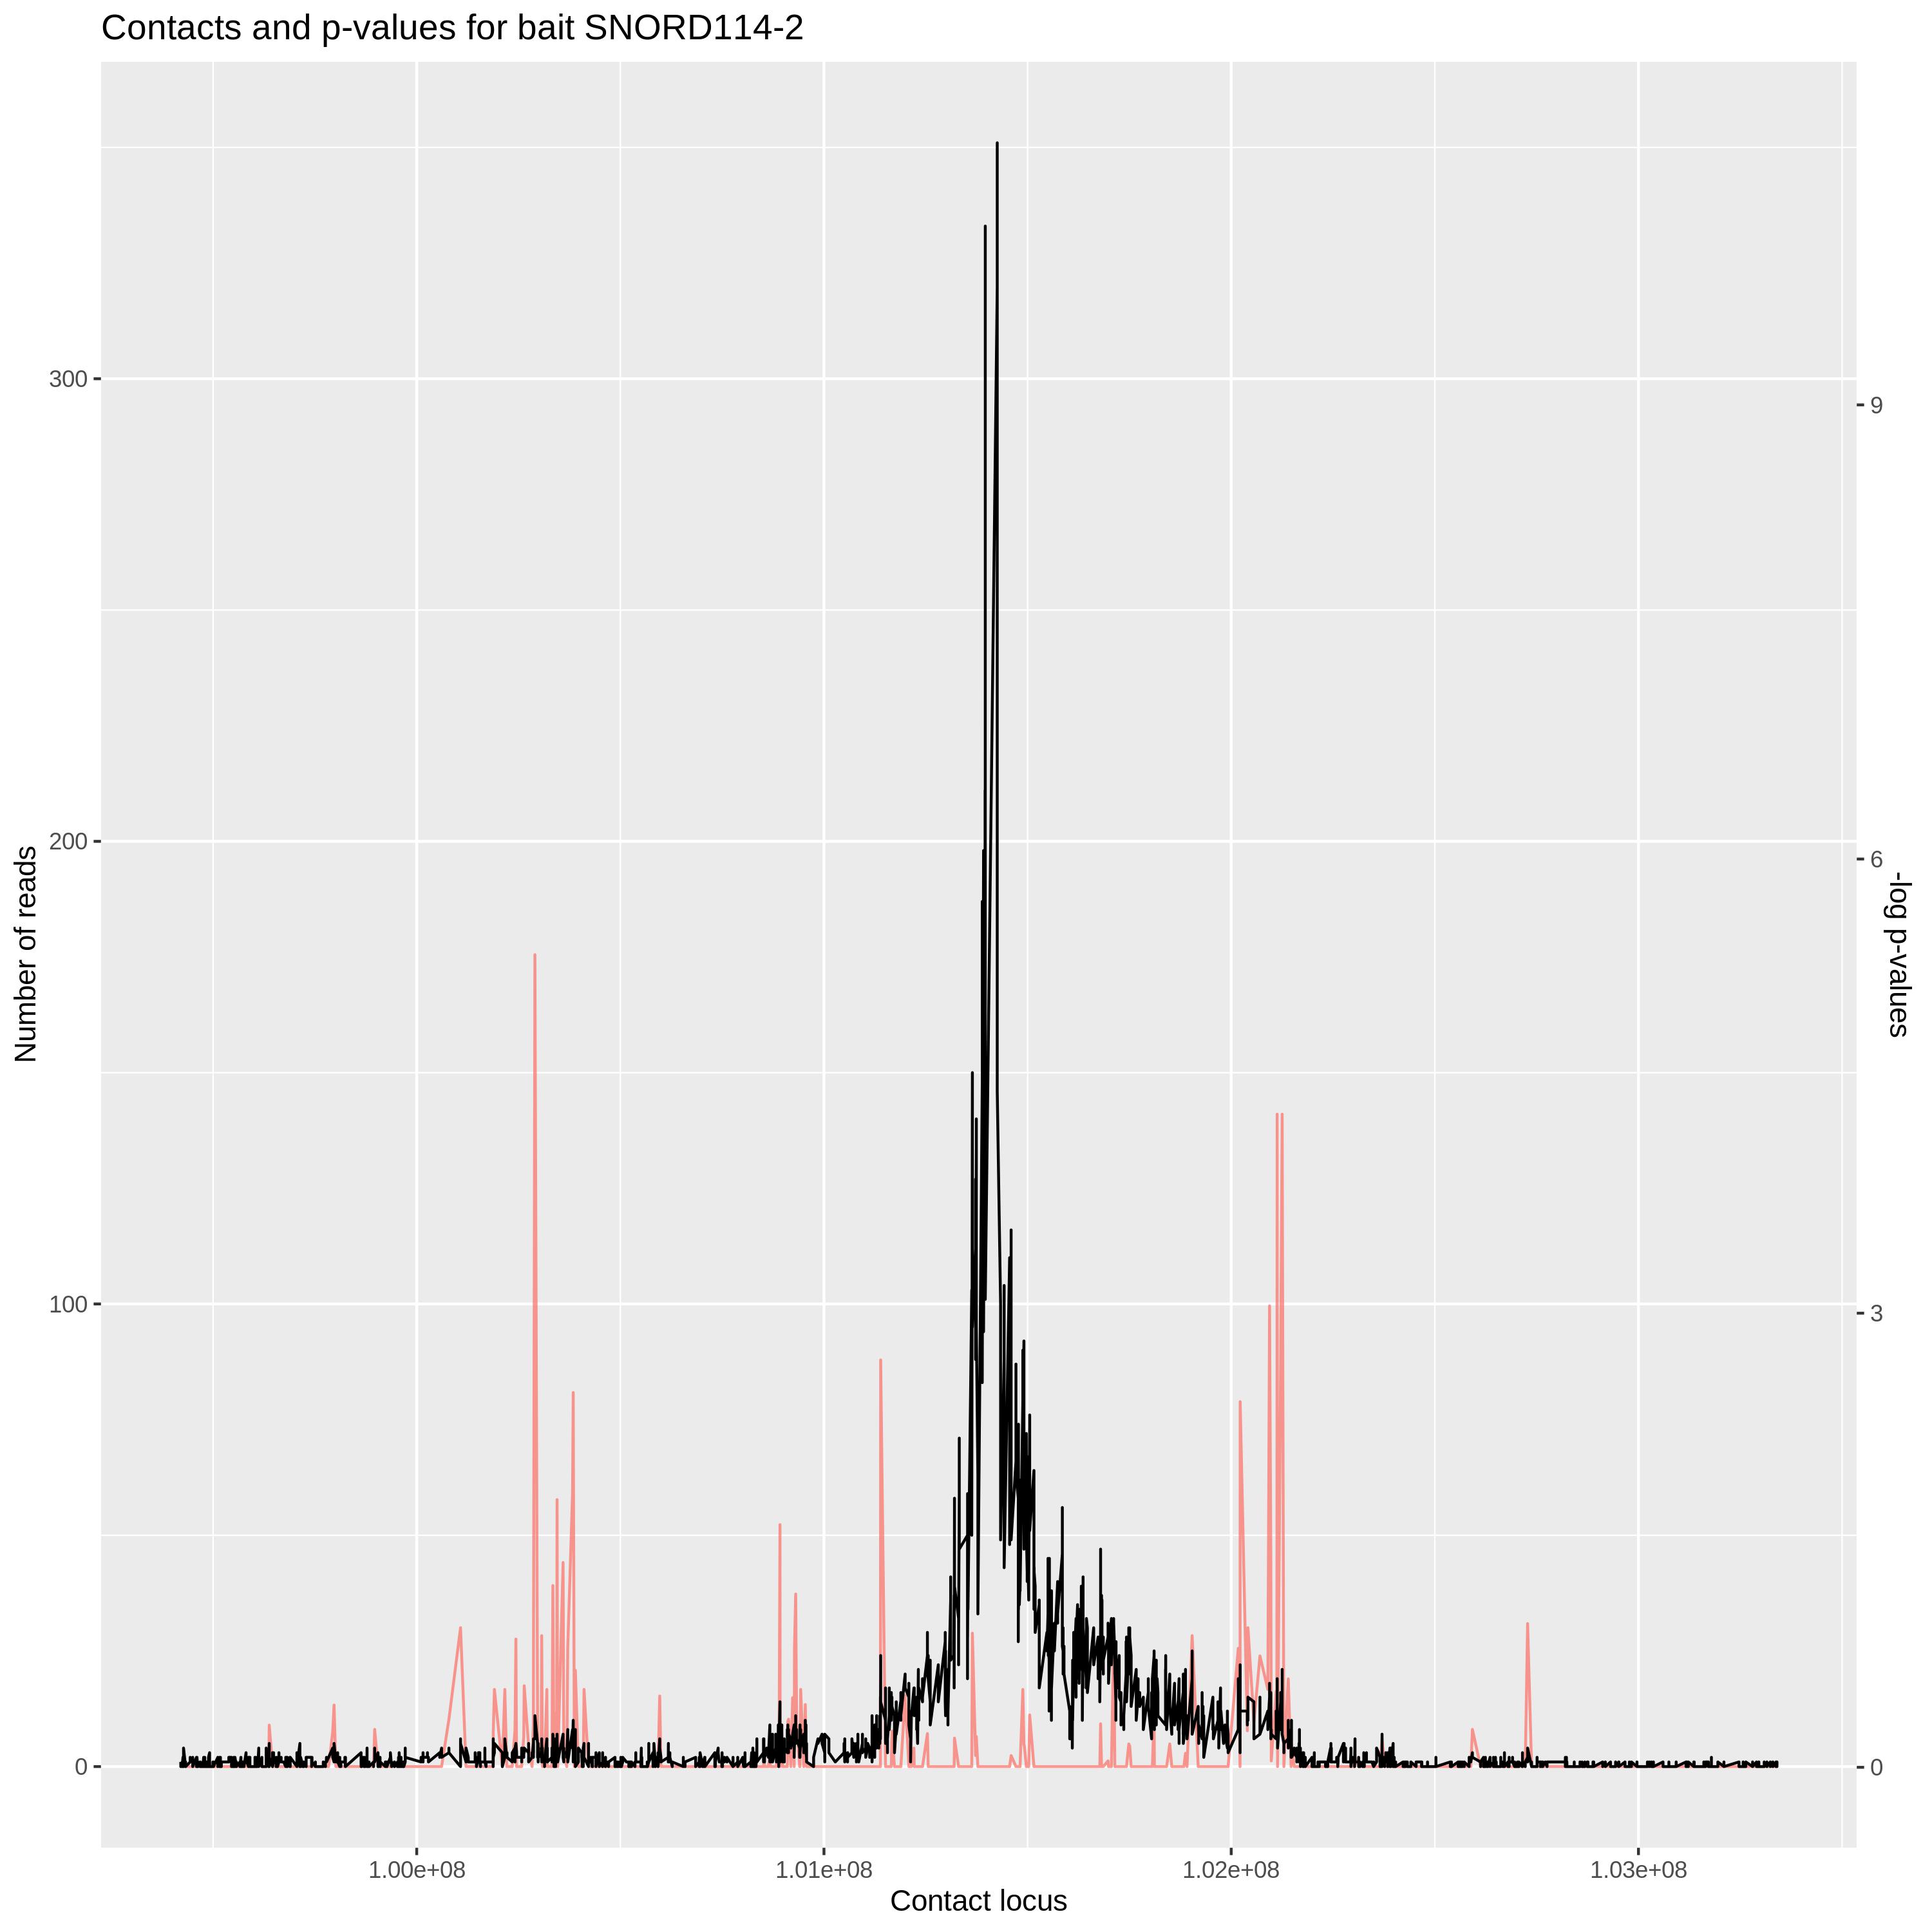 Contacts and p-values for bait SNORD114-2
Number of reads
300
200
100
0
9
6
3
0
-log p-values
1.00e+08
1.01e+08
1.02e+08
1.03e+08
Contact locus